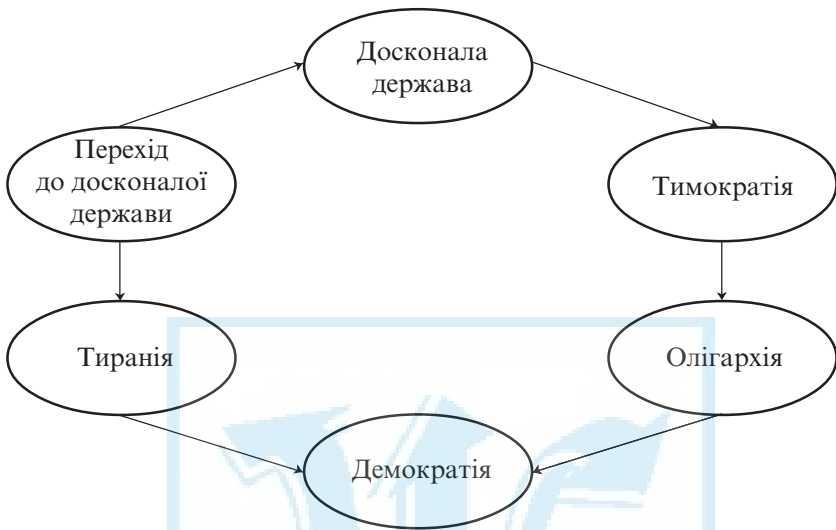 Досконала
держава
Перехід
до досконалої
держави
Тимократія
Тиранія
Олігархія
Демократія